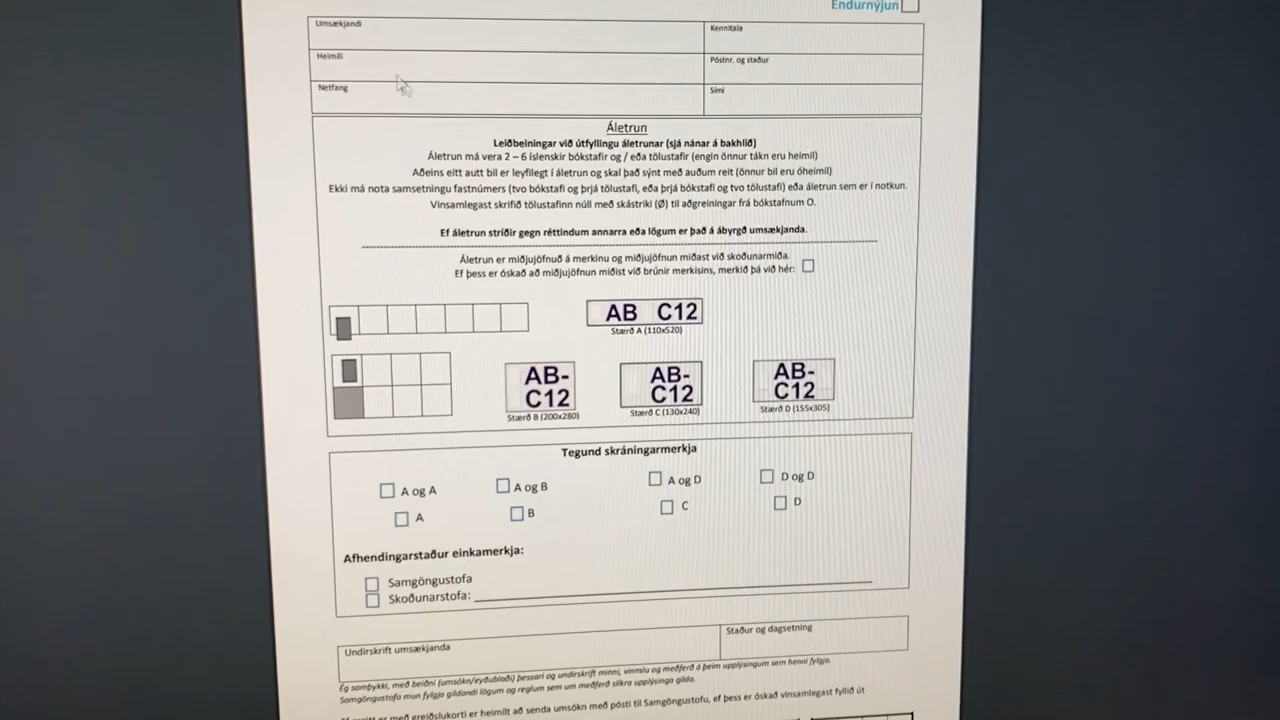 Endurnýjun
Umsækjandi
Kennitala
Heimili
Póstnr. og staður
Netfang
Sími
Áletrun
Leiðbeiningar við útfyllingu áletrunar (sjá nánar á bakhlið)
Áletrun má vera 2 – 6 íslenskir bókstafir og / eða tölustafir (engin önnur tákn eru heimil)
Aðeins eitt autt bil er leyfilegt í áletrun og skal það sýnt með auðum reit (önnur bil eru óheimil)
Ekki má nota samsetningu fastnúmers (tvo bókstafi og þrjá tölustafi, eða þrjá bókstafi og tvo tölustafi) eða áletrun sem er í notkun.
Vinsamlegast skrifið tölustafinn núll með skástriki (Ø) til aðgreiningar frá bókstafnum O.
Ef áletrun stríðir gegn réttindum annarra eða lögum er það á ábyrgð umsækjanda.
Áletrun er miðjujöfnuð á merkinu og miðjujöfnun miðast við skoðunarmiða.
Ef þess er óskað að miðjujöfnun miðist við brúnir merkisins, merkið þá við hér:
AB C12
Stærð A (110x520)
AB-
C12
Stærð B (200x280)
AB-
C12
Stærð C (130x240)
AB-
C12
Stærð D (155x305)
Tegund skráningarmerkja
A og A
A og B
A og D
D og D
A
B
C
D
Afhendingarstaður einkamerkja:
Samgöngustofa
Skoðunarstofa:
Undirskrift umsækjanda
Staður og dagsetning
Ég samþykki, með beiðni (umsókn/eyðublaði) þessari og undirskrift minni, vinnslu og meðferð á þeim upplýsingum sem henni fylgja.
Samgöngustofa mun fylgja gildandi lögum og reglum sem um meðferð slíkra upplýsinga gilda.
er með greiðslukorti er heimilt að senda umsókn með pósti til Samgöngustofu, ef þess er óskað vinsamlegast fyllið út